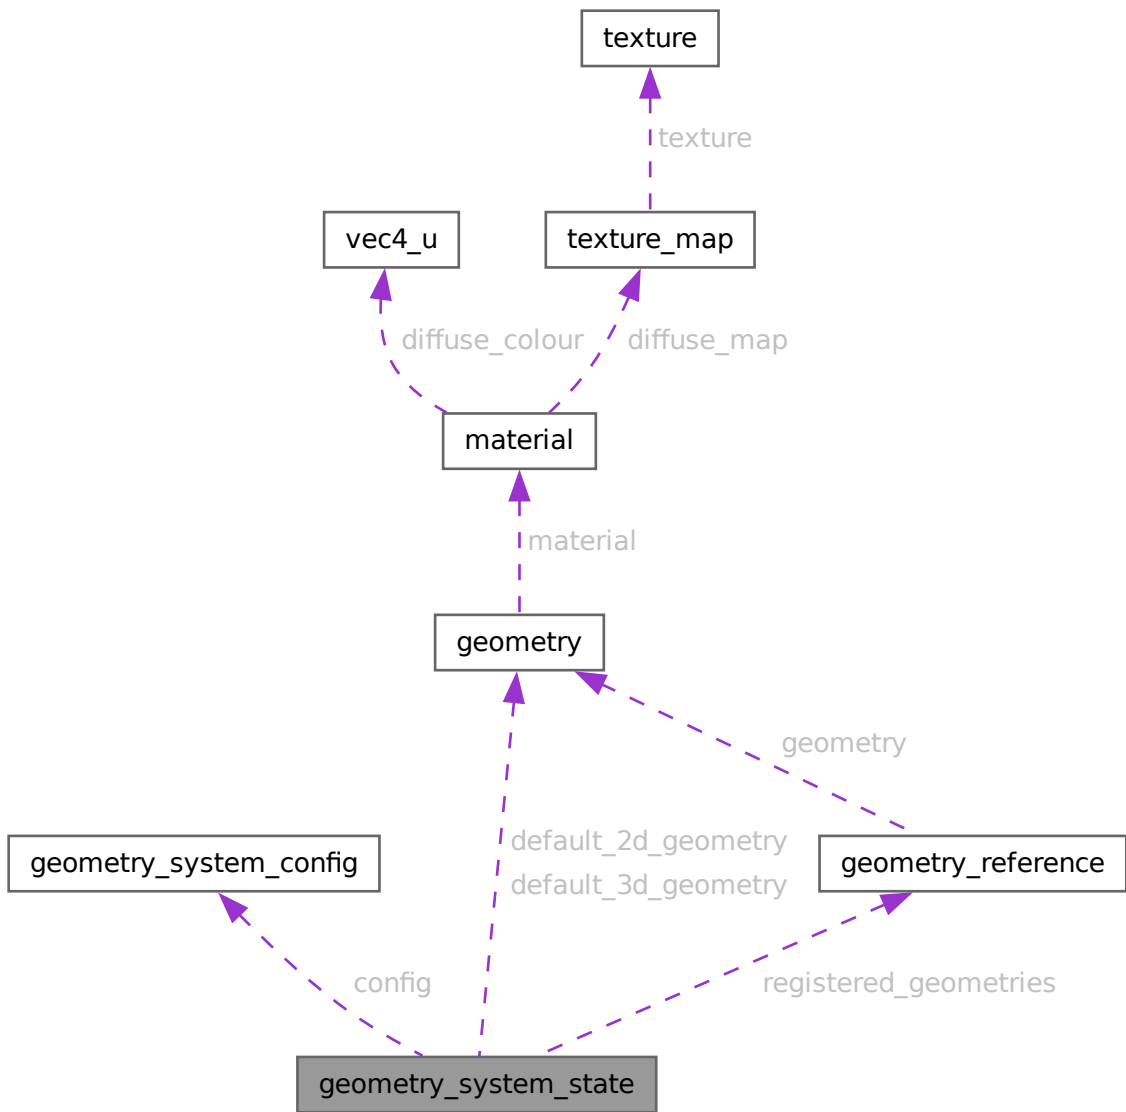 texture
texture
vec4_u
texture_map
diffuse_colour
diffuse_map
material
material
geometry
geometry
default_2d_geometry
default_3d_geometry
geometry_system_config
geometry_reference
config
registered_geometries
geometry_system_state